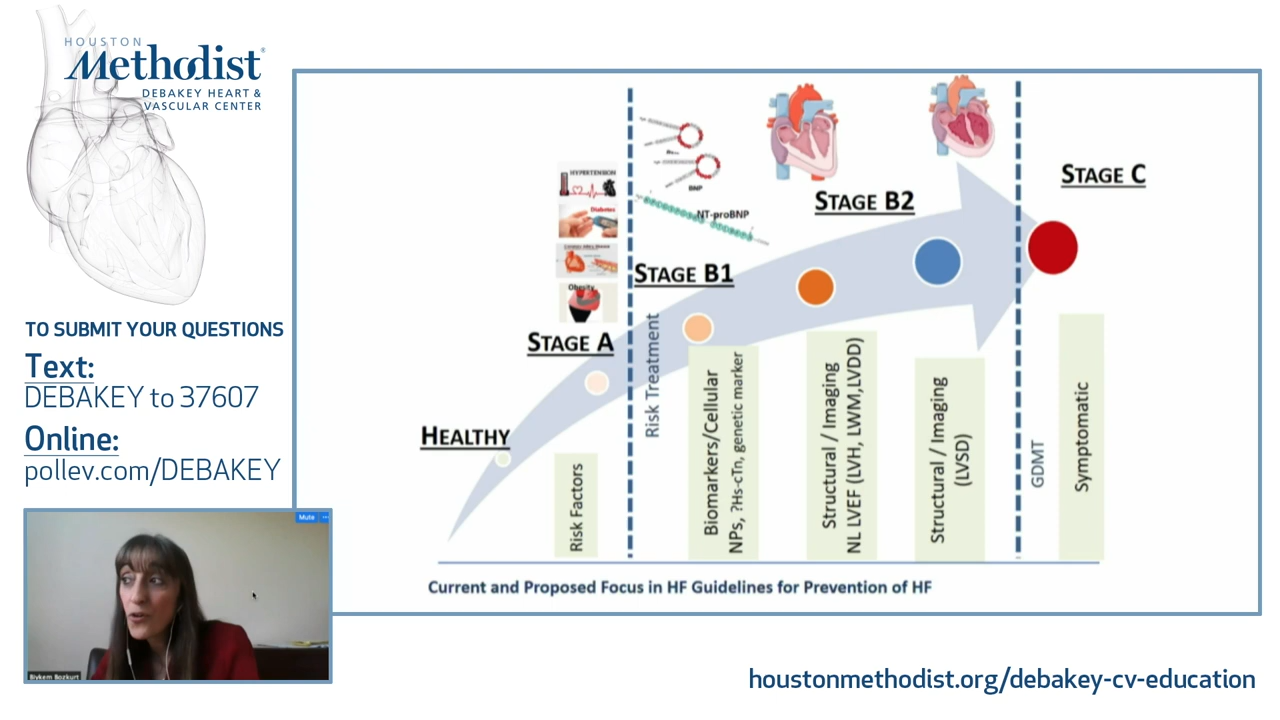 HOUSTON
Methodist®
DEBAKEY HEART &
VASCULAR CENTER
TO SUBMIT YOUR QUESTIONS
Text:
DEBAKEY to 37607
Online:
pollev.com/DEBAKEY
Mute
Biykem Bozkurt
HEALTHY
STAGE A
HYPERTENSION
Diabetes
Coronary Artery Disease
Obesity
STAGE B1
BNP
NT-proBNP
STAGE B2
STAGE C
Risk Factors
Risk Treatment
Biomarkers/Cellular
NPs, ?Hs-cTn, genetic marker
Structural / Imaging
NL LVEF (LVH, LWM,LVDD)
Structural / Imaging
(LVSD)
GDMT
Symptomatic
Current and Proposed Focus in HF Guidelines for Prevention of HF
houstonmethodist.org/debakey-cv-education